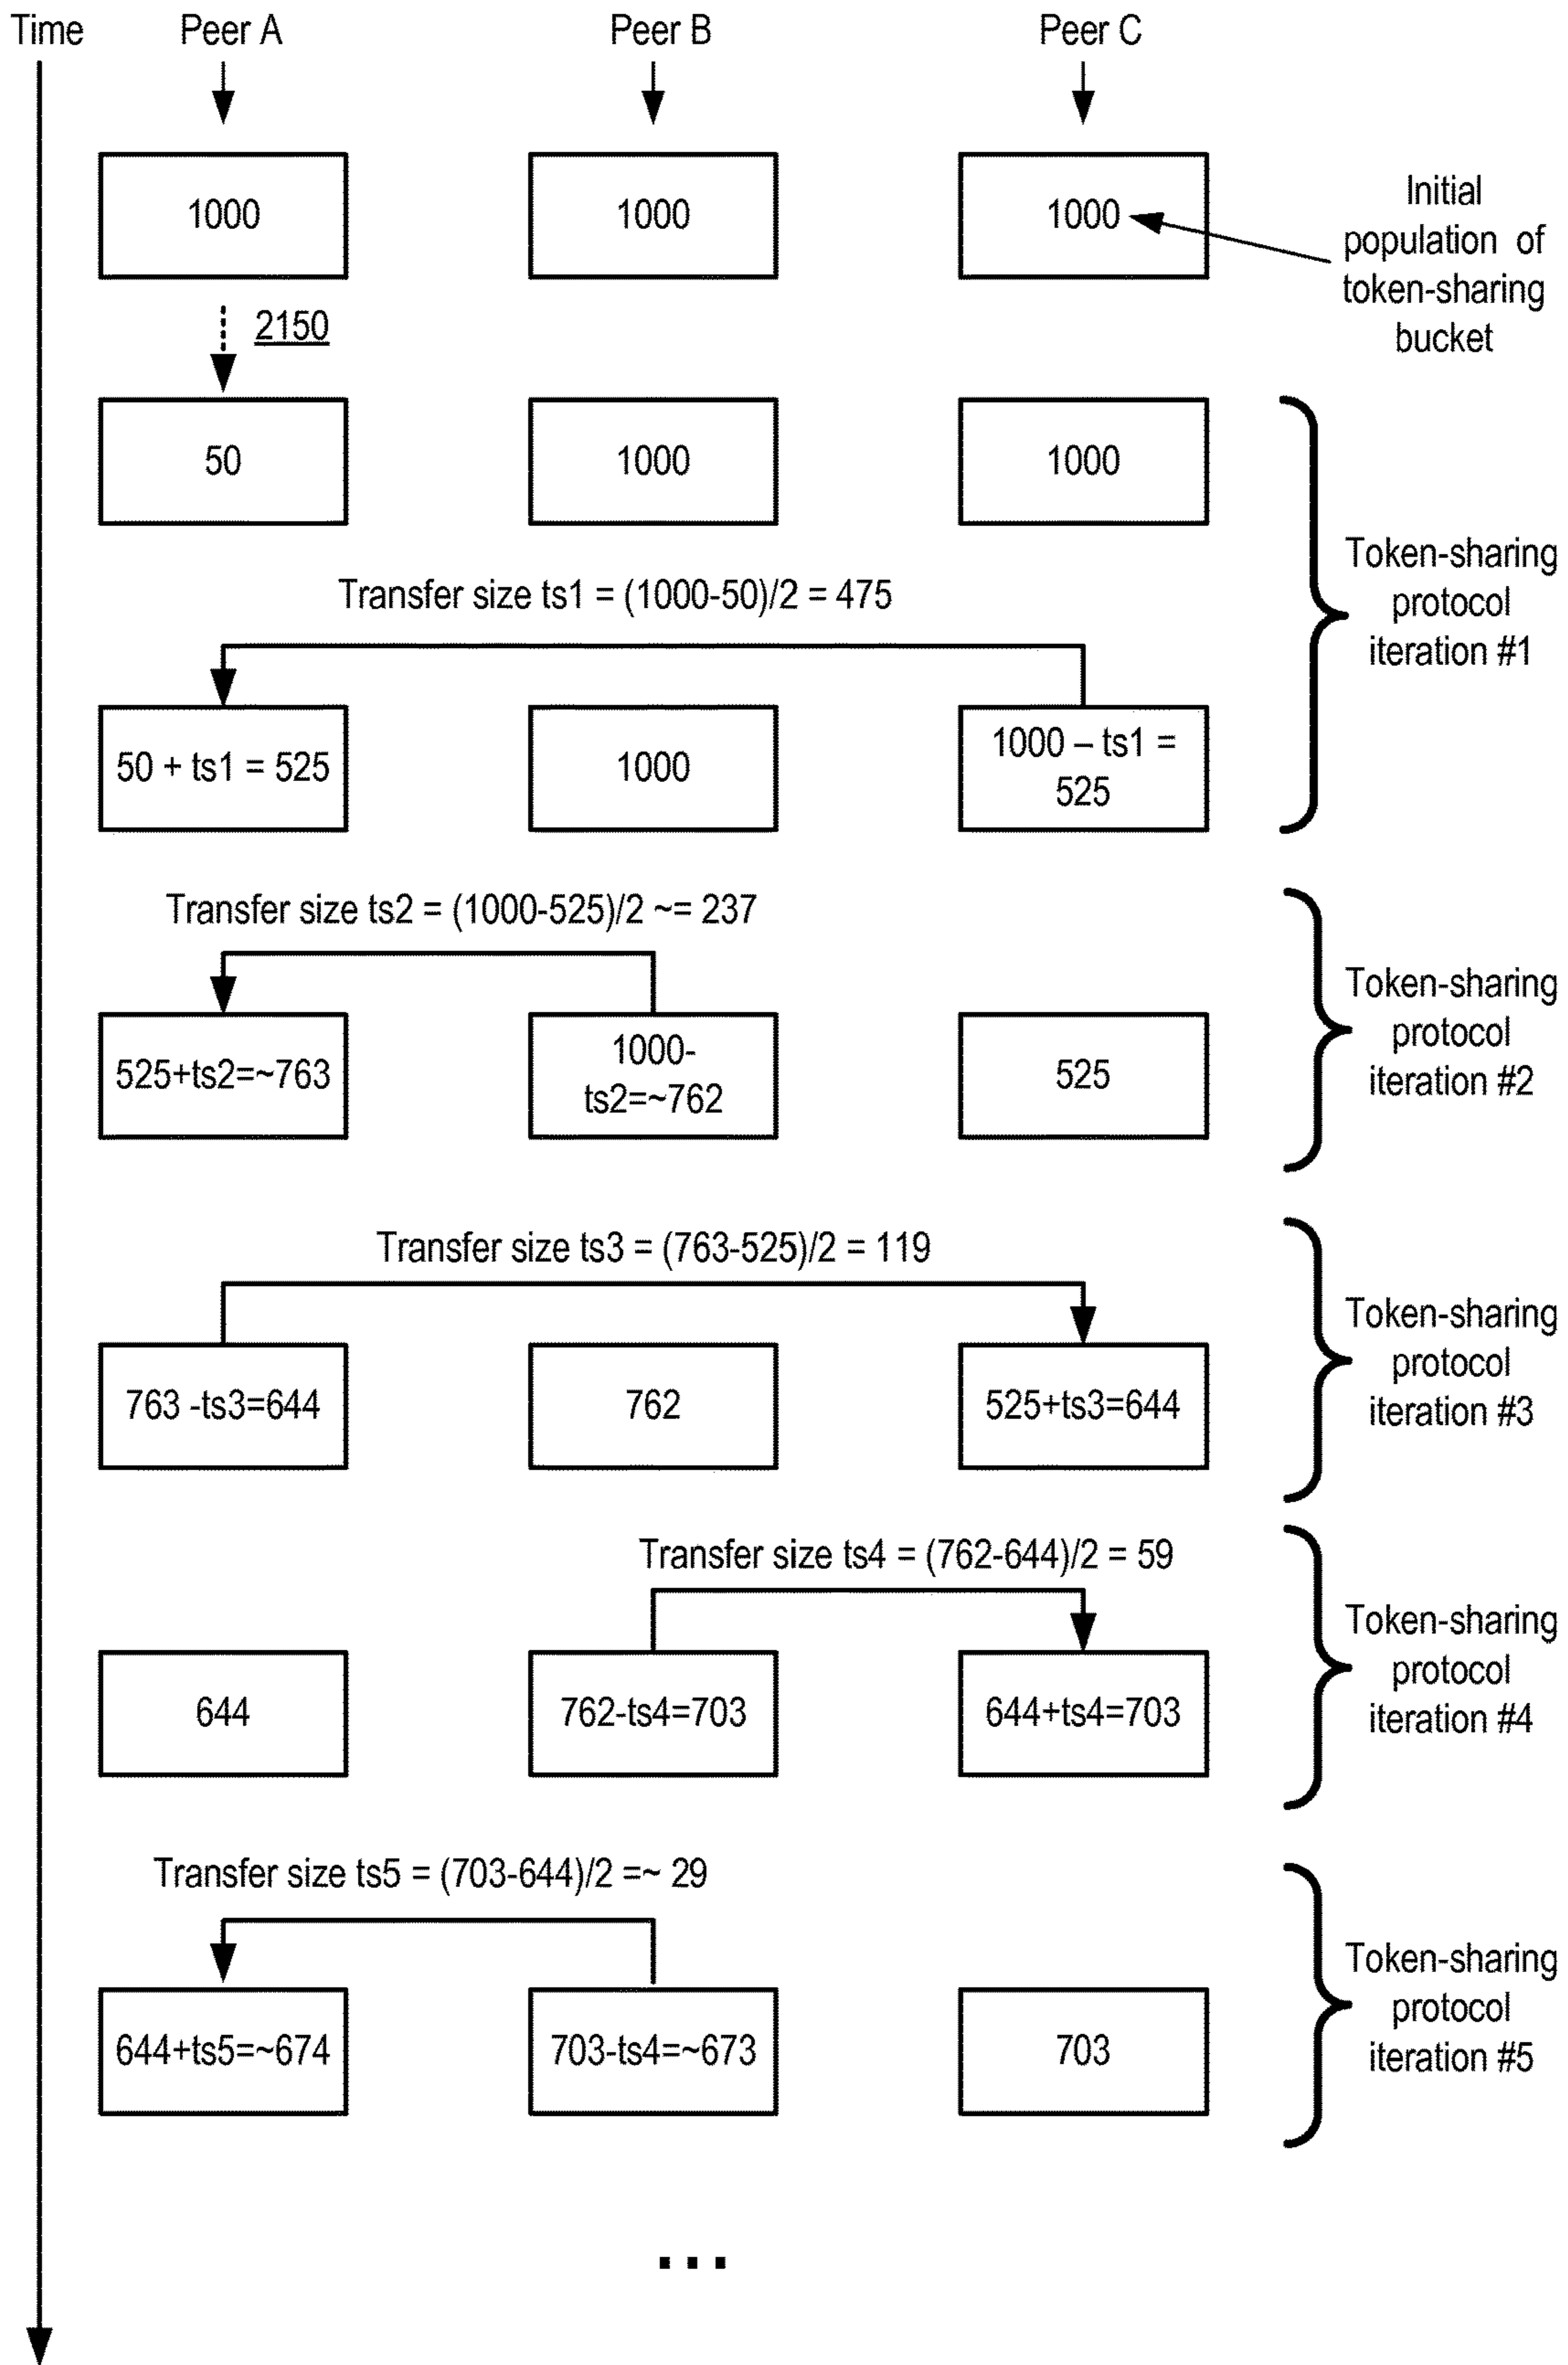 Time
Peer A
Peer B
Peer C
1000
1000
1000
Initial
population of
token-sharing
bucket
2150
50
1000
1000
Token-sharing
protocol
iteration #1
Transfer size ts1 = (1000-50)/2 = 475
50 + ts1 = 525
1000
1000 – ts1 =
525
Transfer size ts2 = (1000-525)/2 ~= 237
525+ts2=~763
1000-
ts2=~762
525
Token-sharing
protocol
iteration #2
Transfer size ts3 = (763-525)/2 = 119
763 -ts3=644
762
525+ts3=644
Token-sharing
protocol
iteration #3
Transfer size ts4 = (762-644)/2 = 59
644
762-ts4=703
644+ts4=703
Token-sharing
protocol
iteration #4
Transfer size ts5 = (703-644)/2 =~ 29
644+ts5=~674
703-ts4=~673
703
Token-sharing
protocol
iteration #5
...